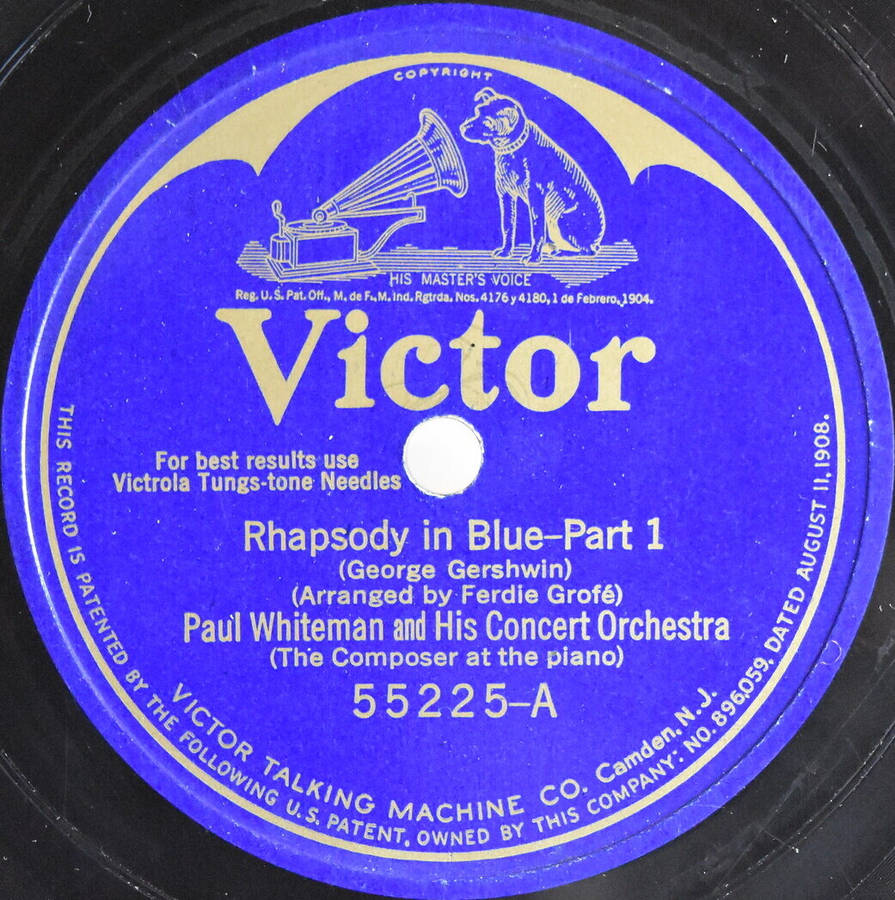 COPYRIGHT
HIS MASTER'S VOICE
Reg. U.S. Pat. Off., M. de F., M. Ind. Rgtrda. Nos. 4176 y 4180, 1 de Febrero, 1904.
Victor
For best results use
Victrola Tungs-tone Needles
Rhapsody in Blue–Part 1
(George Gershwin)
(Arranged by Ferdie Grofé)
Paul Whiteman and His Concert Orchestra
(The Composer at the piano)
55225–A
VICTOR TALKING MACHINE CO. Camden, N.J.
THIS RECORD IS PATENTED BY THE FOLLOWING U.S. PATENT, OWNED BY THIS COMPANY: NO. 896,059, DATED AUGUST 11, 1908.